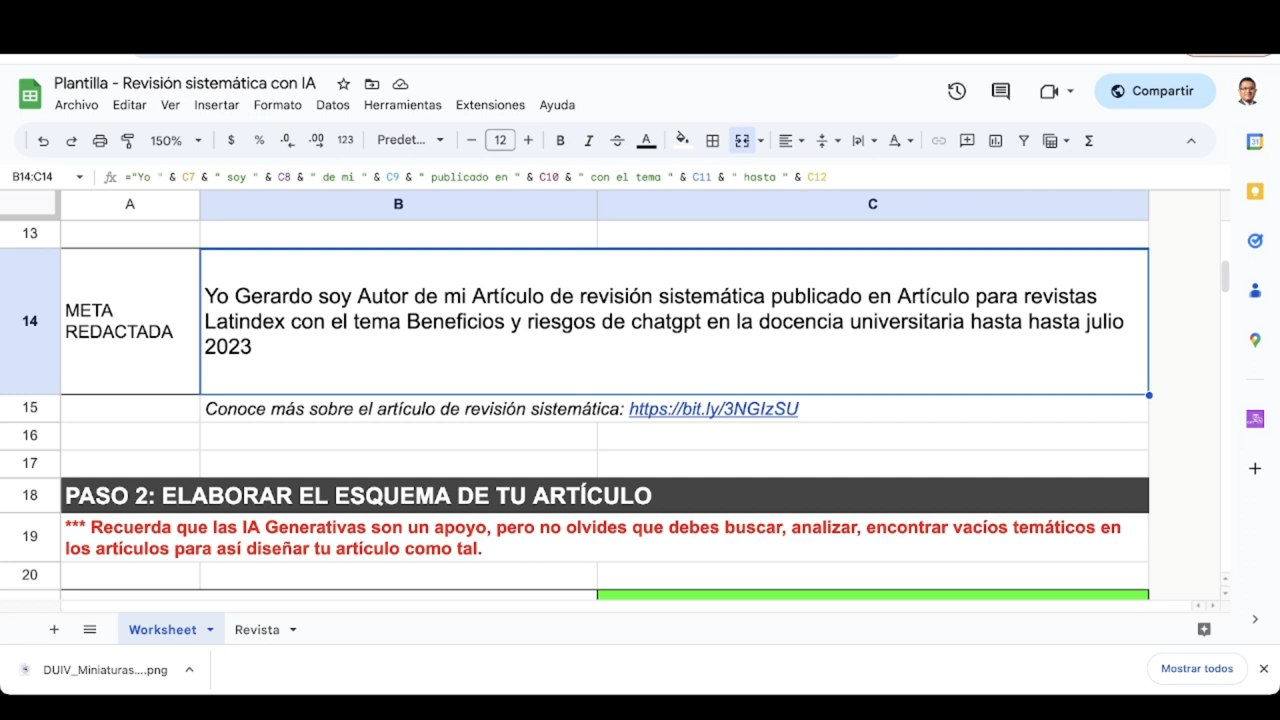 Plantilla - Revisión sistemática con IA
Archivo Editar Ver Insertar Formato Datos Herramientas Extensiones Ayuda
Compartir
150% $ % .0 .00 123 Predet... 12 B I A Σ
31
B14:C14 fx ="Yo " & C7 & " soy " & C8 & " de mi " & C9 & " publicado en " & C10 & " con el tema " & C11 & " hasta " & C12
A B C
13
14
META
REDACTADA
Yo Gerardo soy Autor de mi Artículo de revisión sistemática publicado en Artículo para revistas
Latindex con el tema Beneficios y riesgos de chatgpt en la docencia universitaria hasta hasta julio
2023
15 Conoce más sobre el artículo de revisión sistemática: https://bit.ly/3NGIzSU
16
17
18 PASO 2: ELABORAR EL ESQUEMA DE TU ARTÍCULO
19 *** Recuerda que las IA Generativas son un apoyo, pero no olvides que debes buscar, analizar, encontrar vacíos temáticos en
los artículos para así diseñar tu artículo como tal.
20
Worksheet Revista
DUIV_Miniaturas....png
Mostrar todos